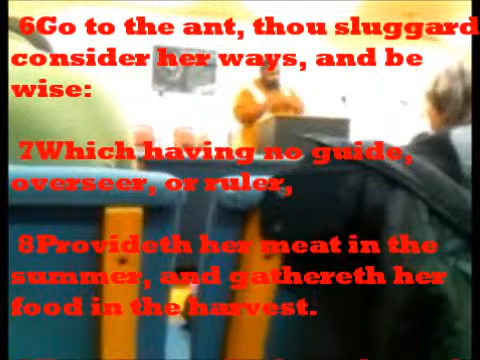 6Go to the ant, thou sluggard
consider her ways, and be
wise:
7Which having no guide,
overseer, or ruler,
8Provideth her meat in the
summer, and gathereth her
food in the harvest.